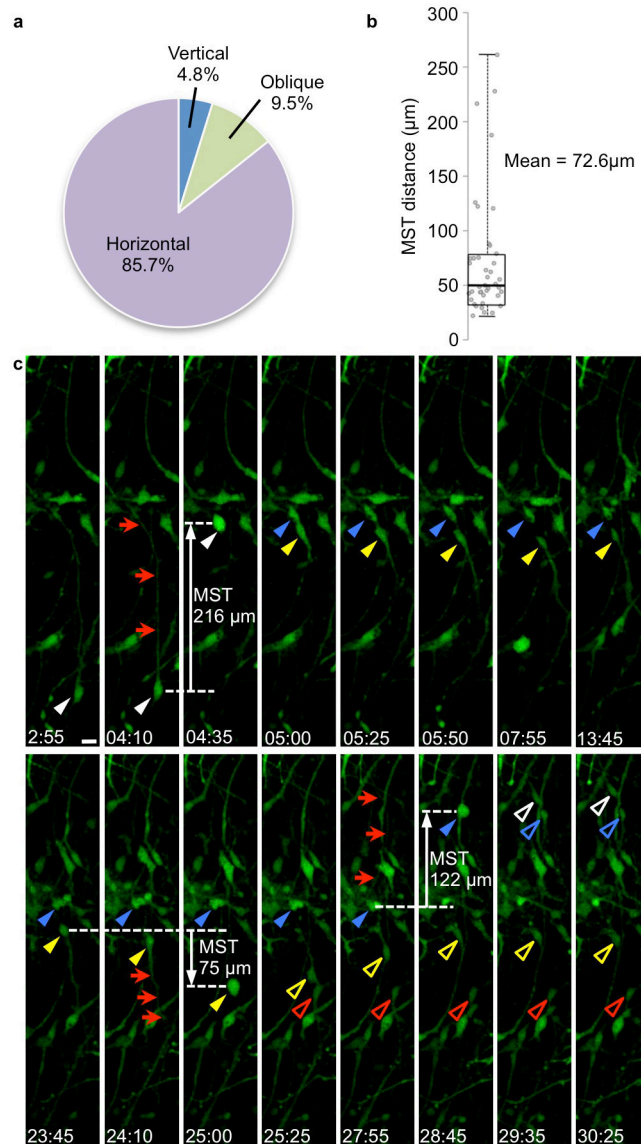 a
Vertical
4.8%
Oblique
9.5%
Horizontal
85.7%
b
MST distance (µm)
300
250
200
150
100
50
0
Mean = 72.6µm
c
MST
216 µm
2:55
04:10
04:35
05:00
05:25
05:50
07:55
13:45
MST
75 µm
MST
122 µm
23:45
24:10
25:00
25:25
27:55
28:45
29:35
30:25